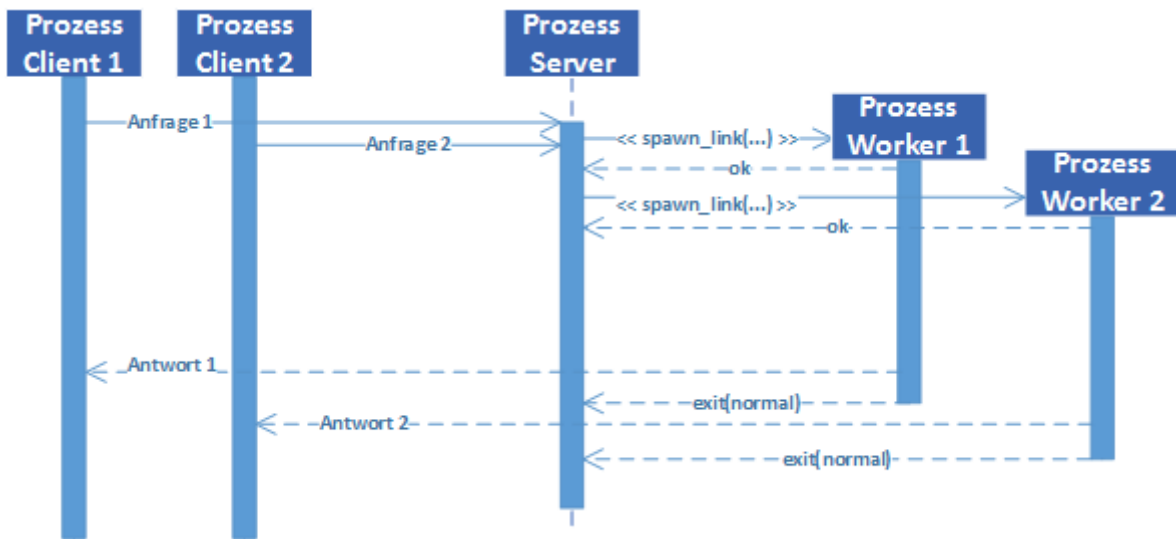 Prozess
Client 1
Prozess
Client 2
Prozess
Server
Prozess
Worker 1
Prozess
Worker 2
Anfrage 1
Anfrage 2
<< spawn_link(...) >>
ok
<< spawn_link(...) >>
ok
Antwort 1
exit(normal)
Antwort 2
exit(normal)